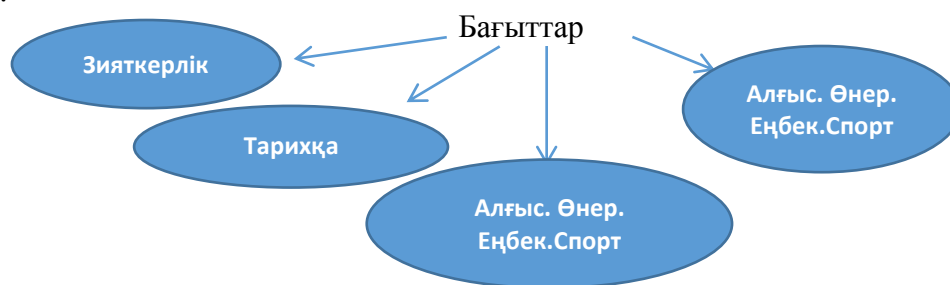 Бағыттар
Зияткерлік
Тарихқа
Алғыс. Өнер.
Еңбек.Спорт
Алғыс. Өнер.
Еңбек.Спорт